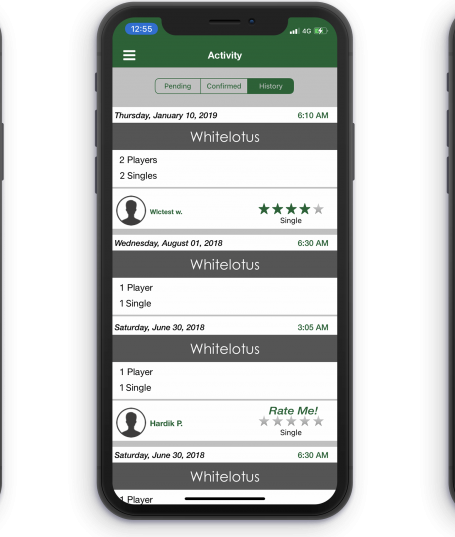 12:55
4G
Activity
Pending Confirmed History
Thursday, January 10, 2019 6:10 AM
Whitelotus
2 Players
2 Singles
Wictest w.
Single
Wednesday, August 01, 2018 6:30 AM
Whitelotus
1 Player
1 Single
Saturday, June 30, 2018 3:05 AM
Whitelotus
1 Player
1 Single
Rate Me!
Hardik P.
Single
Saturday, June 30, 2018 6:30 AM
Whitelotus
1 Player